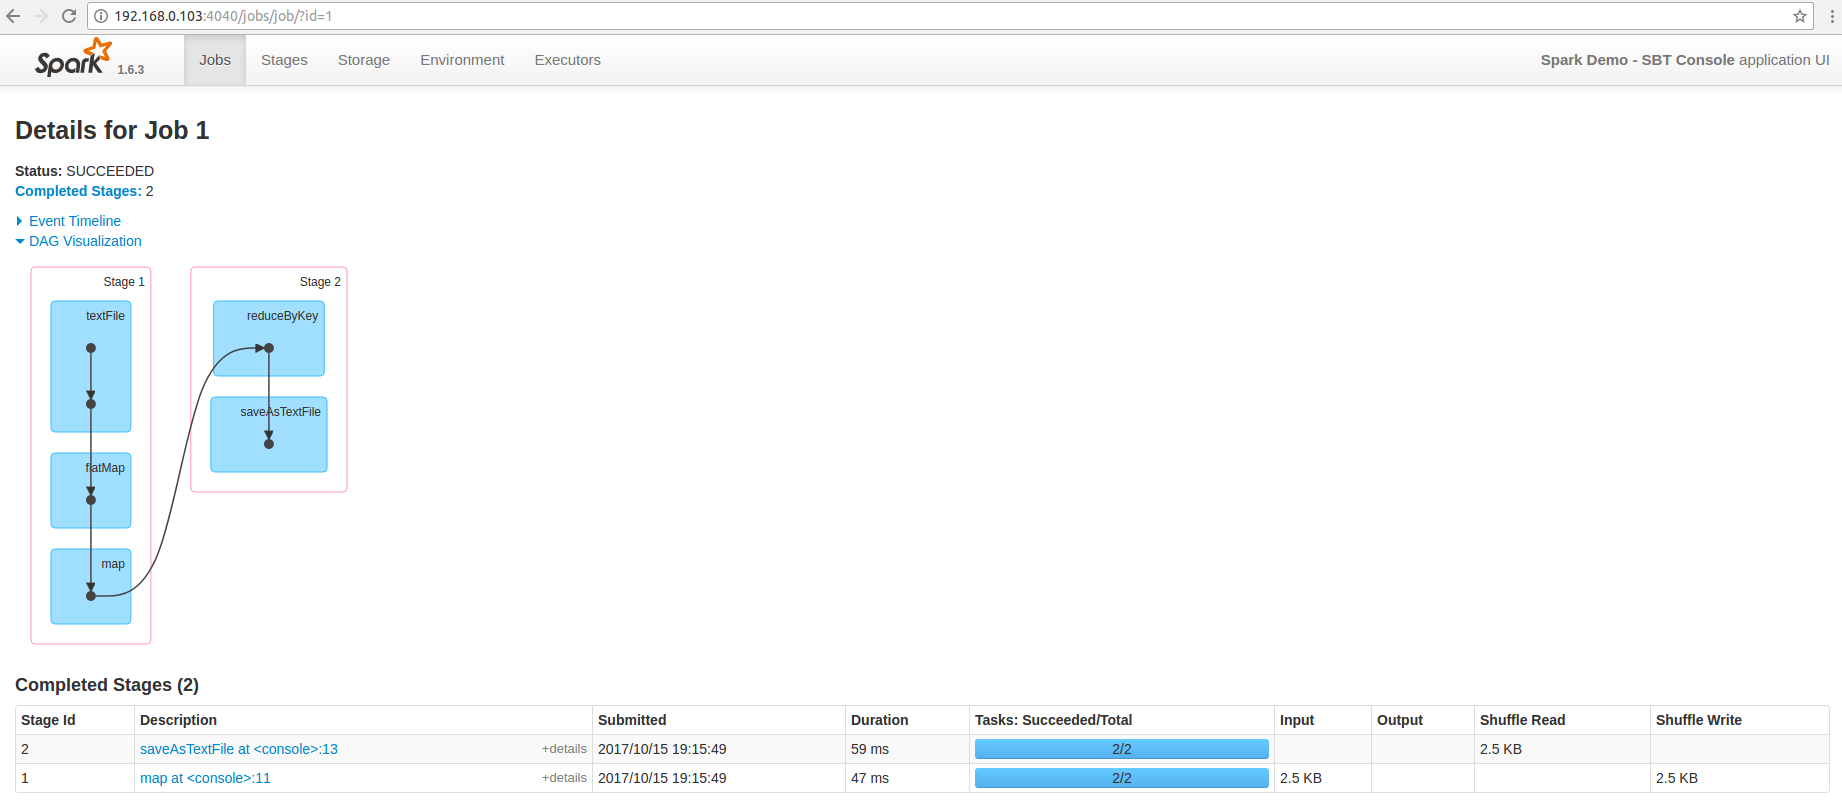 192.168.0.103:4040/jobs/job/?id=1
Spark 1.6.3 Jobs Stages Storage Environment Executors Spark Demo - SBT Console application UI
Details for Job 1
Status: SUCCEEDED
Completed Stages: 2
Event Timeline
DAG Visualization
Stage 1
textFile
flatMap
map
Stage 2
reduceByKey
saveAsTextFile
Completed Stages (2)
Stage Id Description Submitted Duration Tasks: Succeeded/Total Input Output Shuffle Read Shuffle Write
2 saveAsTextFile at <console>:13 +details 2017/10/15 19:15:49 59 ms 2/2 2.5 KB
1 map at <console>:11 +details 2017/10/15 19:15:49 47 ms 2/2 2.5 KB 2.5 KB